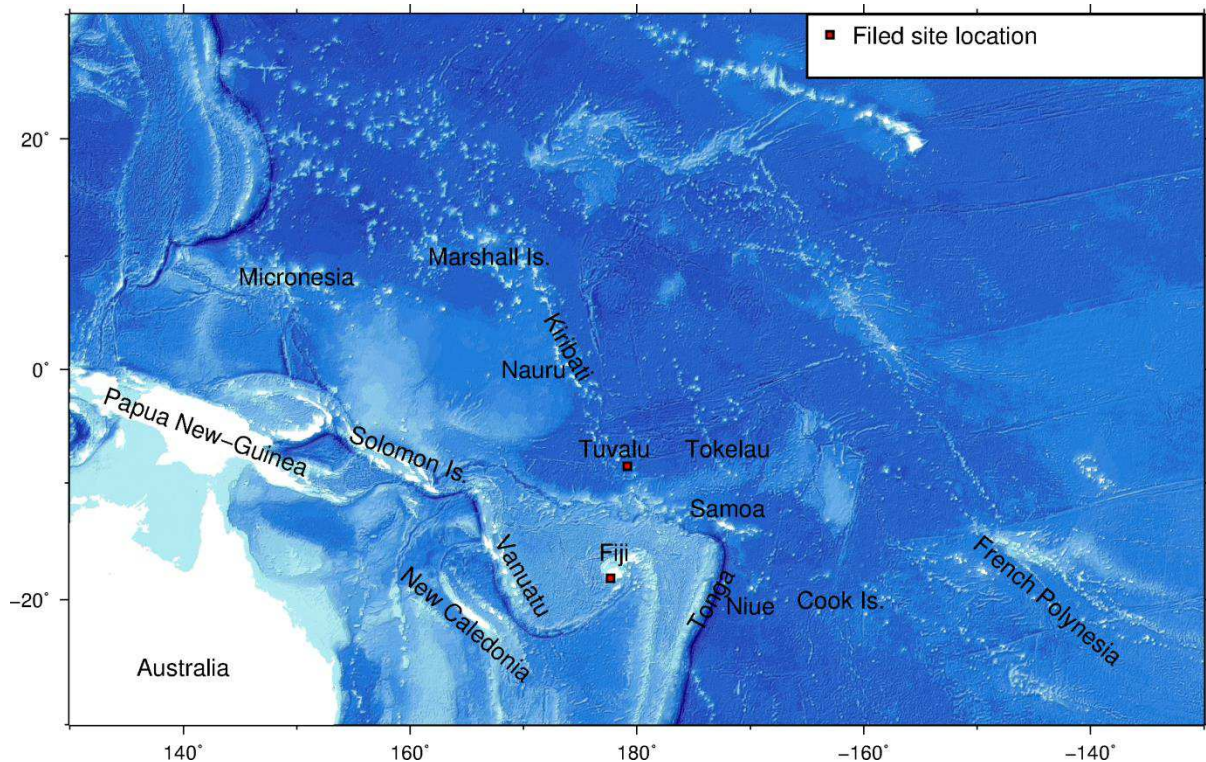 Filed site location
20°
Marshall Is.
Micronesia
Kiribati
0°
Nauru
Papua New-Guinea
Solomon Is.
Tuvalu
Tokelau
Samoa
Fiji
Vanuatu
French Polynesia
New Caledonia
Tonga
-20°
Niue
Cook Is.
Australia
140°
160°
180°
-160°
-140°